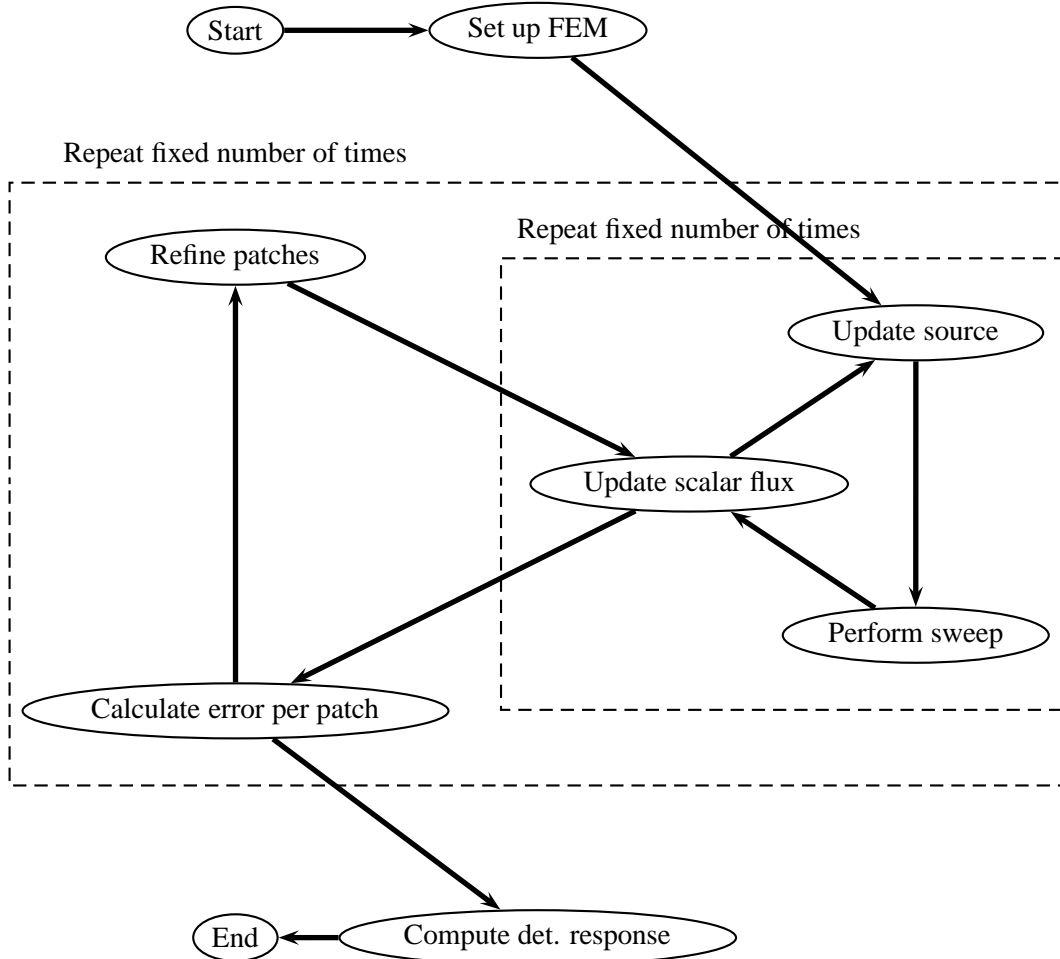 Start
Set up FEM
Repeat fixed number of times
Repeat fixed number of times
Refine patches
Update source
Update scalar flux
Perform sweep
Calculate error per patch
End
Compute det. response